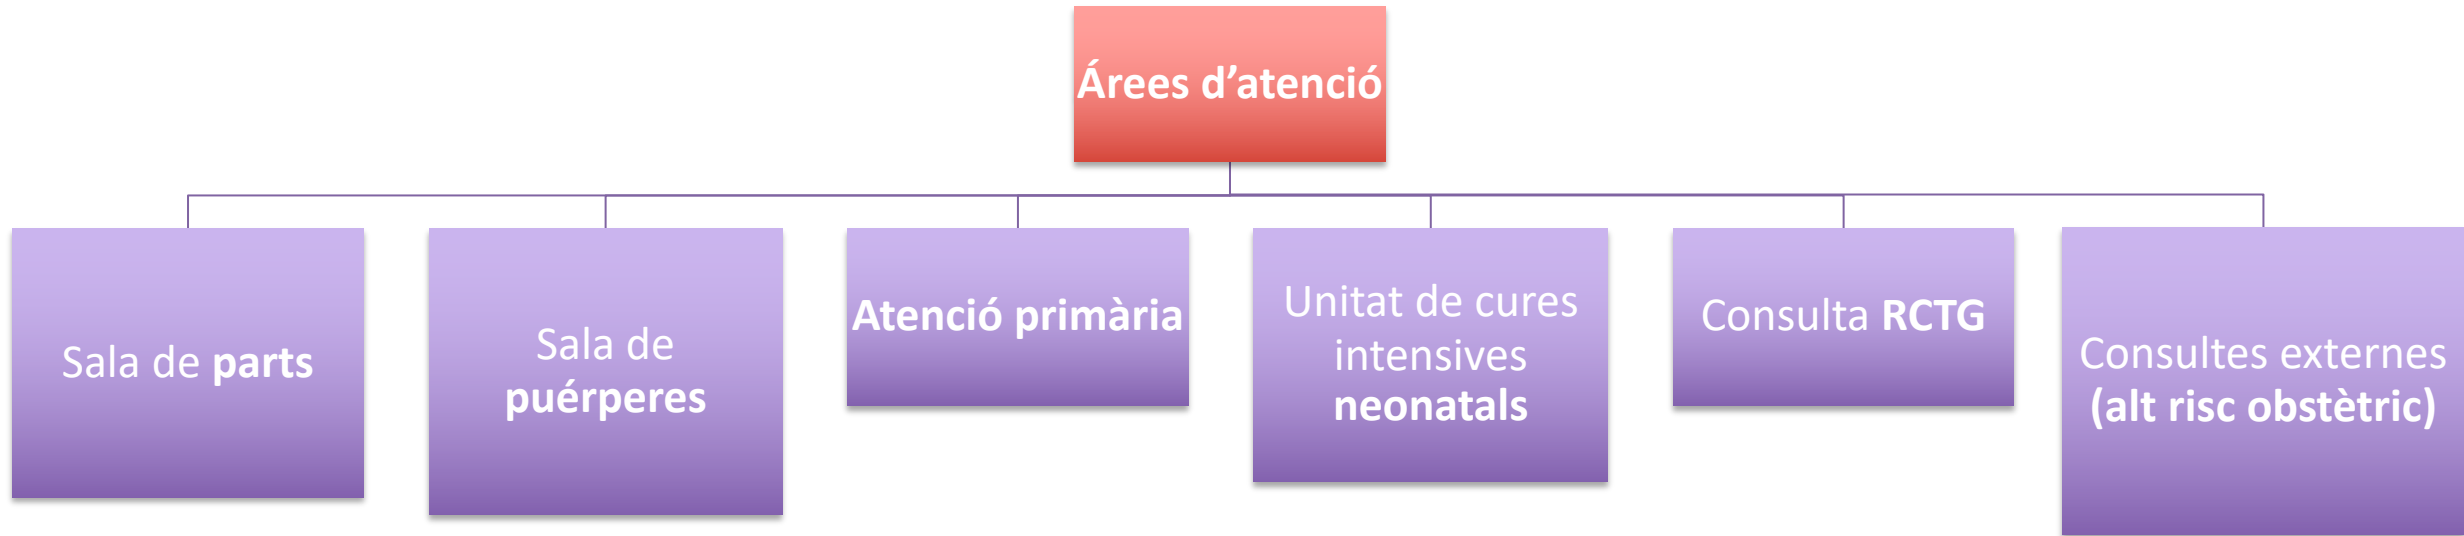 Árees d’atenció
Sala de parts
Sala de
puérperes
Atenció primària
Unitat de cures
intensives
neonatals
Consulta RCTG
Consultes externes
(alt risc obstètric)